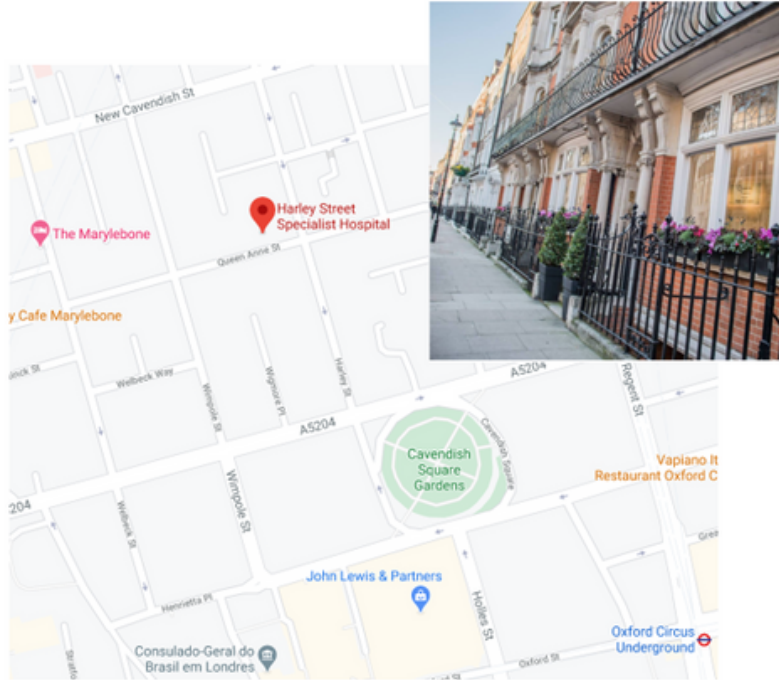 New Cavendish St
Harley Street
Specialist Hospital
The Marylebone
Queen Anne St
y Cafe Marylebone
Welbeck Way
Wimpole St
Wigmore Pl
Harley St
A5204
A5204
Regent St
Cavendish
Square
Gardens
Cavendish Square
Vapiano It
Restaurant Oxford C
204
Welbeck St
Wimpole St
Grea
John Lewis & Partners
Henrietta Pl
Holles St
Oxford Circus
Underground
Consulado-Geral do
Brasil em Londres
Oxford St
Stratfo